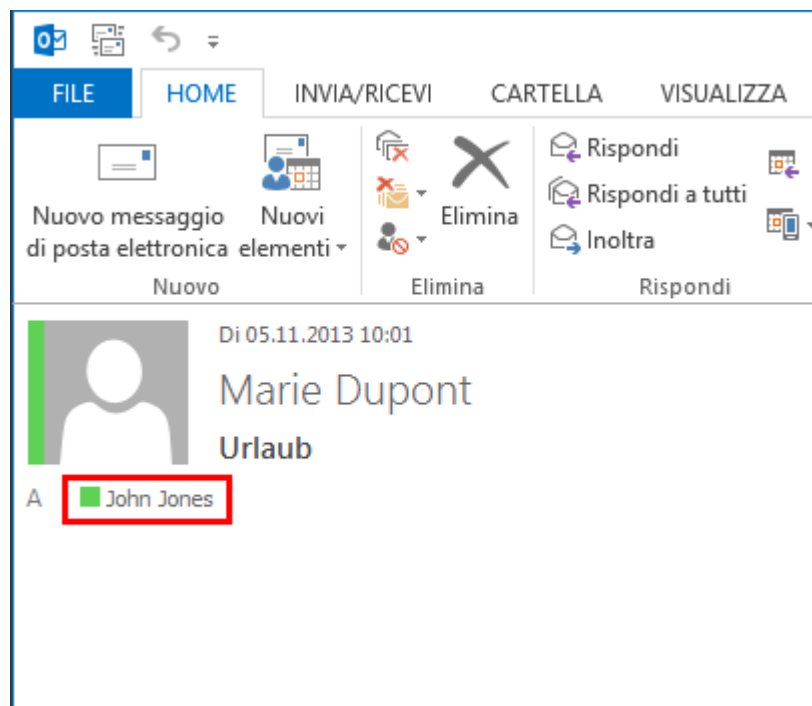 FILE HOME INVIA/RICEVI CARTELLA VISUALIZZA
Nuovo messaggio
di posta elettronica
Nuovi
elementi
Elimina
Rispondi
Rispondi a tutti
Inoltra
Nuovo Elimina Rispondi
Di 05.11.2013 10:01
Marie Dupont
Urlaub
A John Jones